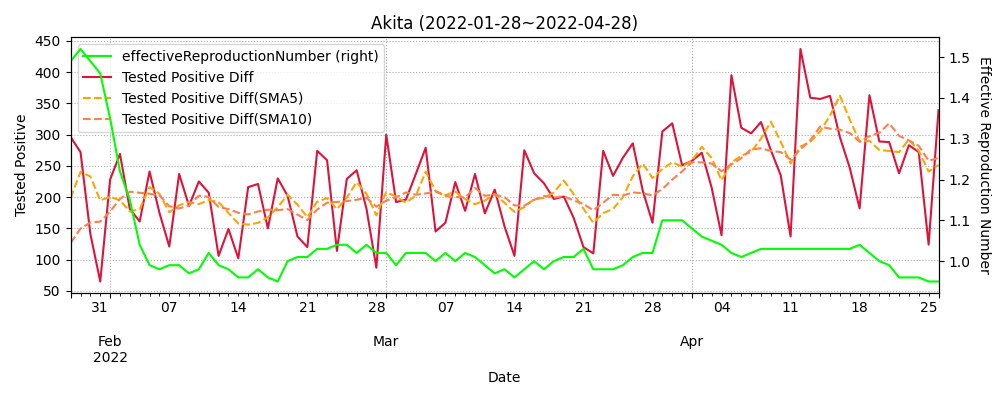 Akita (2022-01-28~2022-04-28)
effectiveReproductionNumber (right)
Tested Positive Diff
Tested Positive Diff(SMA5)
Tested Positive Diff(SMA10)
Tested Positive
450
400
350
300
250
200
150
100
50
1.5
1.4
1.3
1.2
1.1
1.0
Effective Reproduction Number
31 07 14 21 28 07 14 21 28 04 11 18 25
Feb Mar Apr
2022
Date